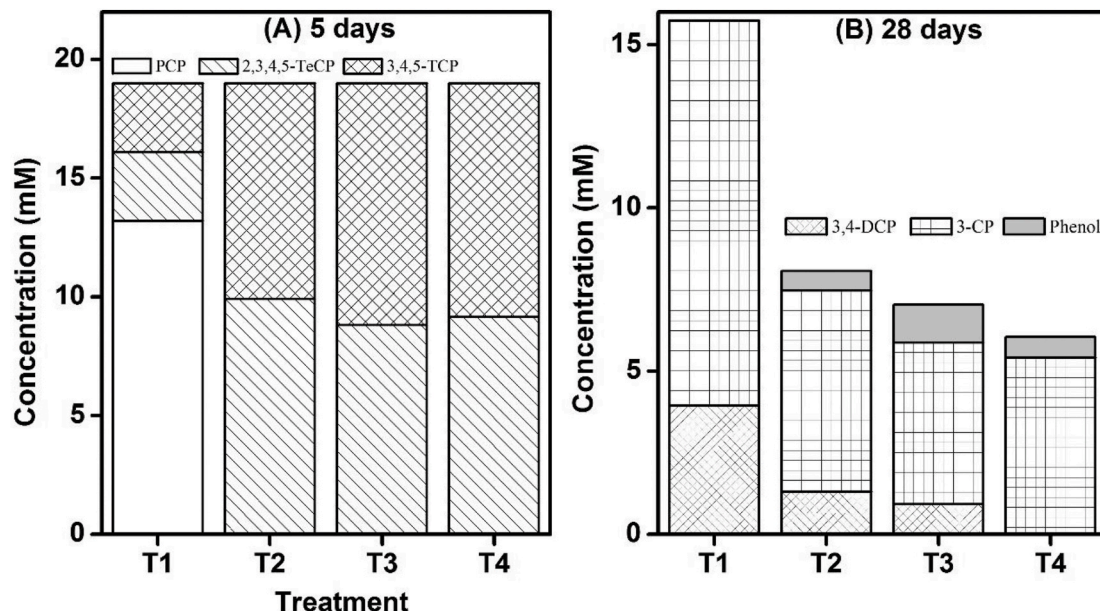 (A) 5 days
PCP 2,3,4,5-TeCP 3,4,5-TCP
Concentration (mM)
20
15
10
5
0
T1 T2 T3 T4
Treatment
(B) 28 days
3,4-DCP 3-CP Phenol
Concentration (mM)
15
10
5
0
T1 T2 T3 T4